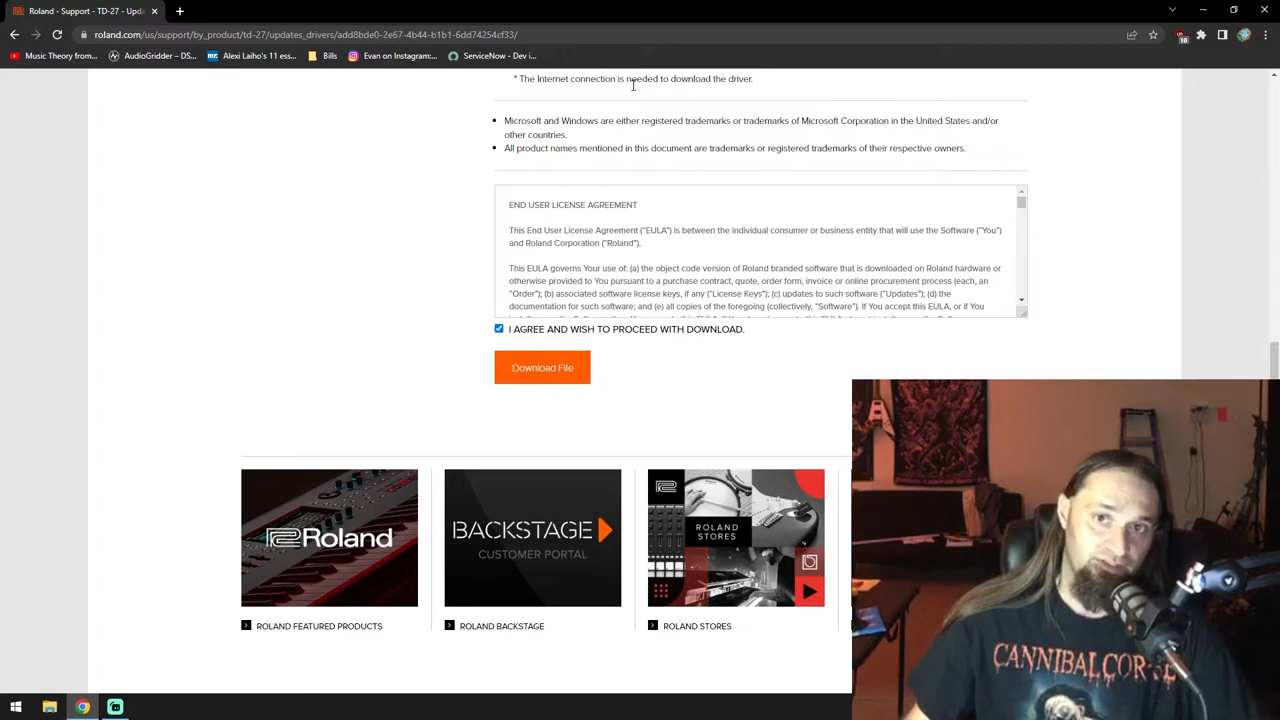 Roland - Support - TD-27 - Upda
roland.com/us/support/by_product/td-27/updates_drivers/add8bde0-2e67-4b44-b1b6-6dd74254cf33/
10
Music Theory from...
AudioGridder :: DA...
Alexi Laiho's 11 ess...
Bills
Evan on Instagram:...
ServiceNow – Dev i...
* The Internet connection is needed to download the driver.
• Microsoft and Windows are either registered trademarks or trademarks of Microsoft Corporation in the United States and/or
other countries.
• All product names mentioned in this document are trademarks or registered trademarks of their respective owners.
END USER LICENSE AGREEMENT
This End User License Agreement (“EULA”) is between the individual consumer or business entity that will use the Software (“You”)
and Roland Corporation (“Roland”).
This EULA governs Your use of: (a) the object code version of Roland branded software that is downloaded on Roland hardware or
otherwise provided to You pursuant to a purchase contract, quote, order form, invoice or online procurement process (each, an
“Order”); (b) associated software license keys, if any (“License Keys”); (c) updates to such software (“Updates”); (d) the
documentation for such software; and (e) all copies of the foregoing (collectively, “Software”). If You accept this EULA, or if You
I AGREE AND WISH TO PROCEED WITH DOWNLOAD.
Download File
Roland
BACKSTAGE
CUSTOMER PORTAL
ROLAND
STORES
ROLAND FEATURED PRODUCTS
ROLAND BACKSTAGE
ROLAND STORES
CANNIBAL CORPSE